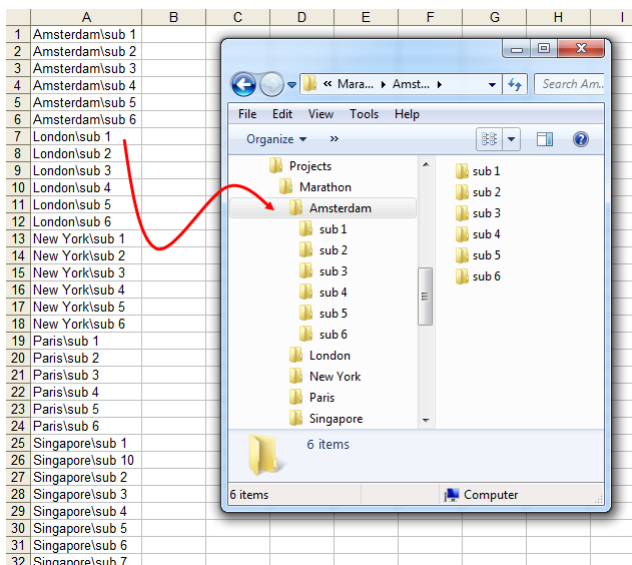 A B C D E F G H I
1 Amsterdam\sub 1
2 Amsterdam\sub 2
3 Amsterdam\sub 3
4 Amsterdam\sub 4
5 Amsterdam\sub 5
6 Amsterdam\sub 6
7 London\sub 1
8 London\sub 2
9 London\sub 3
10 London\sub 4
11 London\sub 5
12 London\sub 6
13 New York\sub 1
14 New York\sub 2
15 New York\sub 3
16 New York\sub 4
17 New York\sub 5
18 New York\sub 6
19 Paris\sub 1
20 Paris\sub 2
21 Paris\sub 3
22 Paris\sub 4
23 Paris\sub 5
24 Paris\sub 6
25 Singapore\sub 1
26 Singapore\sub 10
27 Singapore\sub 2
28 Singapore\sub 3
29 Singapore\sub 4
30 Singapore\sub 5
31 Singapore\sub 6
32 Singapore\sub 7
« Mara... Amst... Search Am..
File Edit View Tools Help
Organize »
Projects
Marathon
Amsterdam
sub 1
sub 2
sub 3
sub 4
sub 5
sub 6
London
New York
Paris
Singapore
sub 1
sub 2
sub 3
sub 4
sub 5
sub 6
6 items
6 items Computer